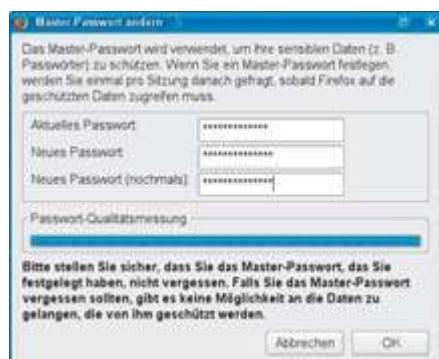 Master-Passwort ändern
Das Master-Passwort wird verwendet, um Ihre sensiblen Daten (z. B.
Passwörter) zu schützen. Wenn Sie ein Master-Passwort festlegen,
werden Sie einmal pro Sitzung danach gefragt, sobald Firefox auf die
geschützten Daten zugreifen muss.
Aktuelles Passwort
Neues Passwort
Neues Passwort (nochmals)
Passwort-Qualitätsmessung
Bitte stellen Sie sicher, dass Sie das Master-Passwort, das Sie
festgelegt haben, nicht vergessen. Falls Sie das Master-Passwort
vergessen sollten, gibt es keine Möglichkeit an die Daten zu
gelangen, die von ihm geschützt werden.
Abbrechen OK